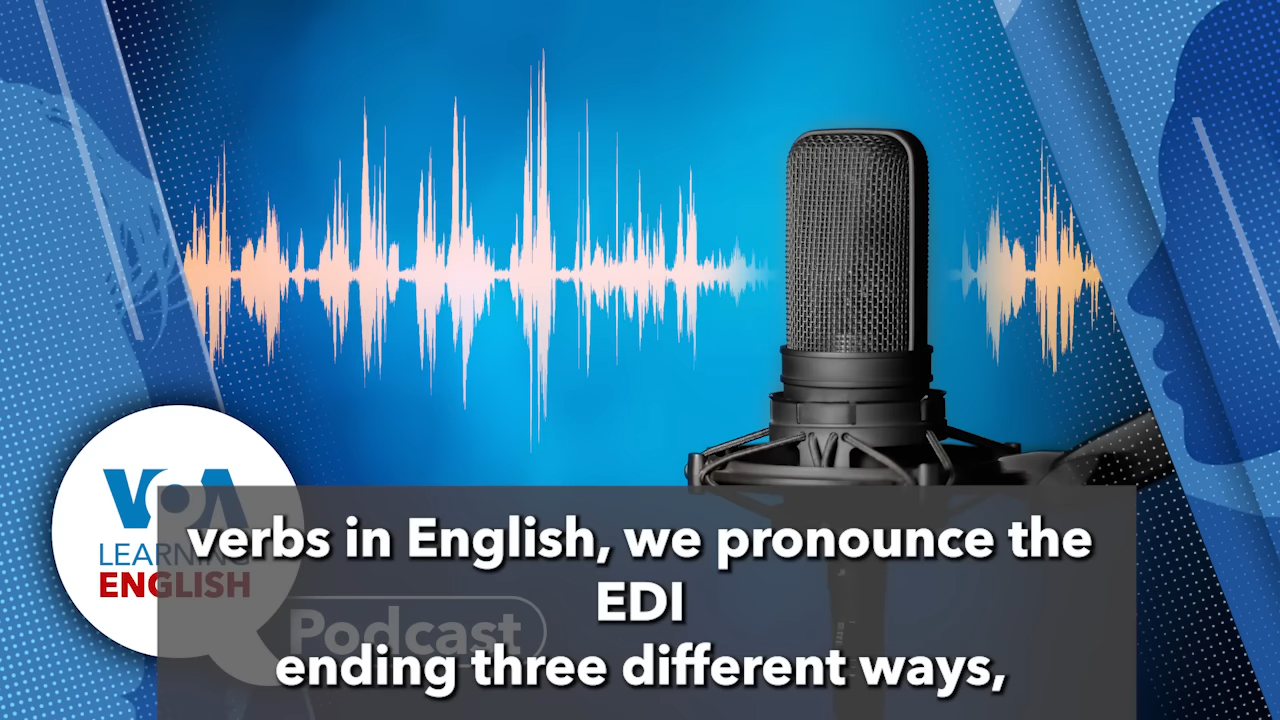 VOA
LEARNING
ENGLISH
Podcast
verbs in English, we pronounce the
EDI
ending three different ways,